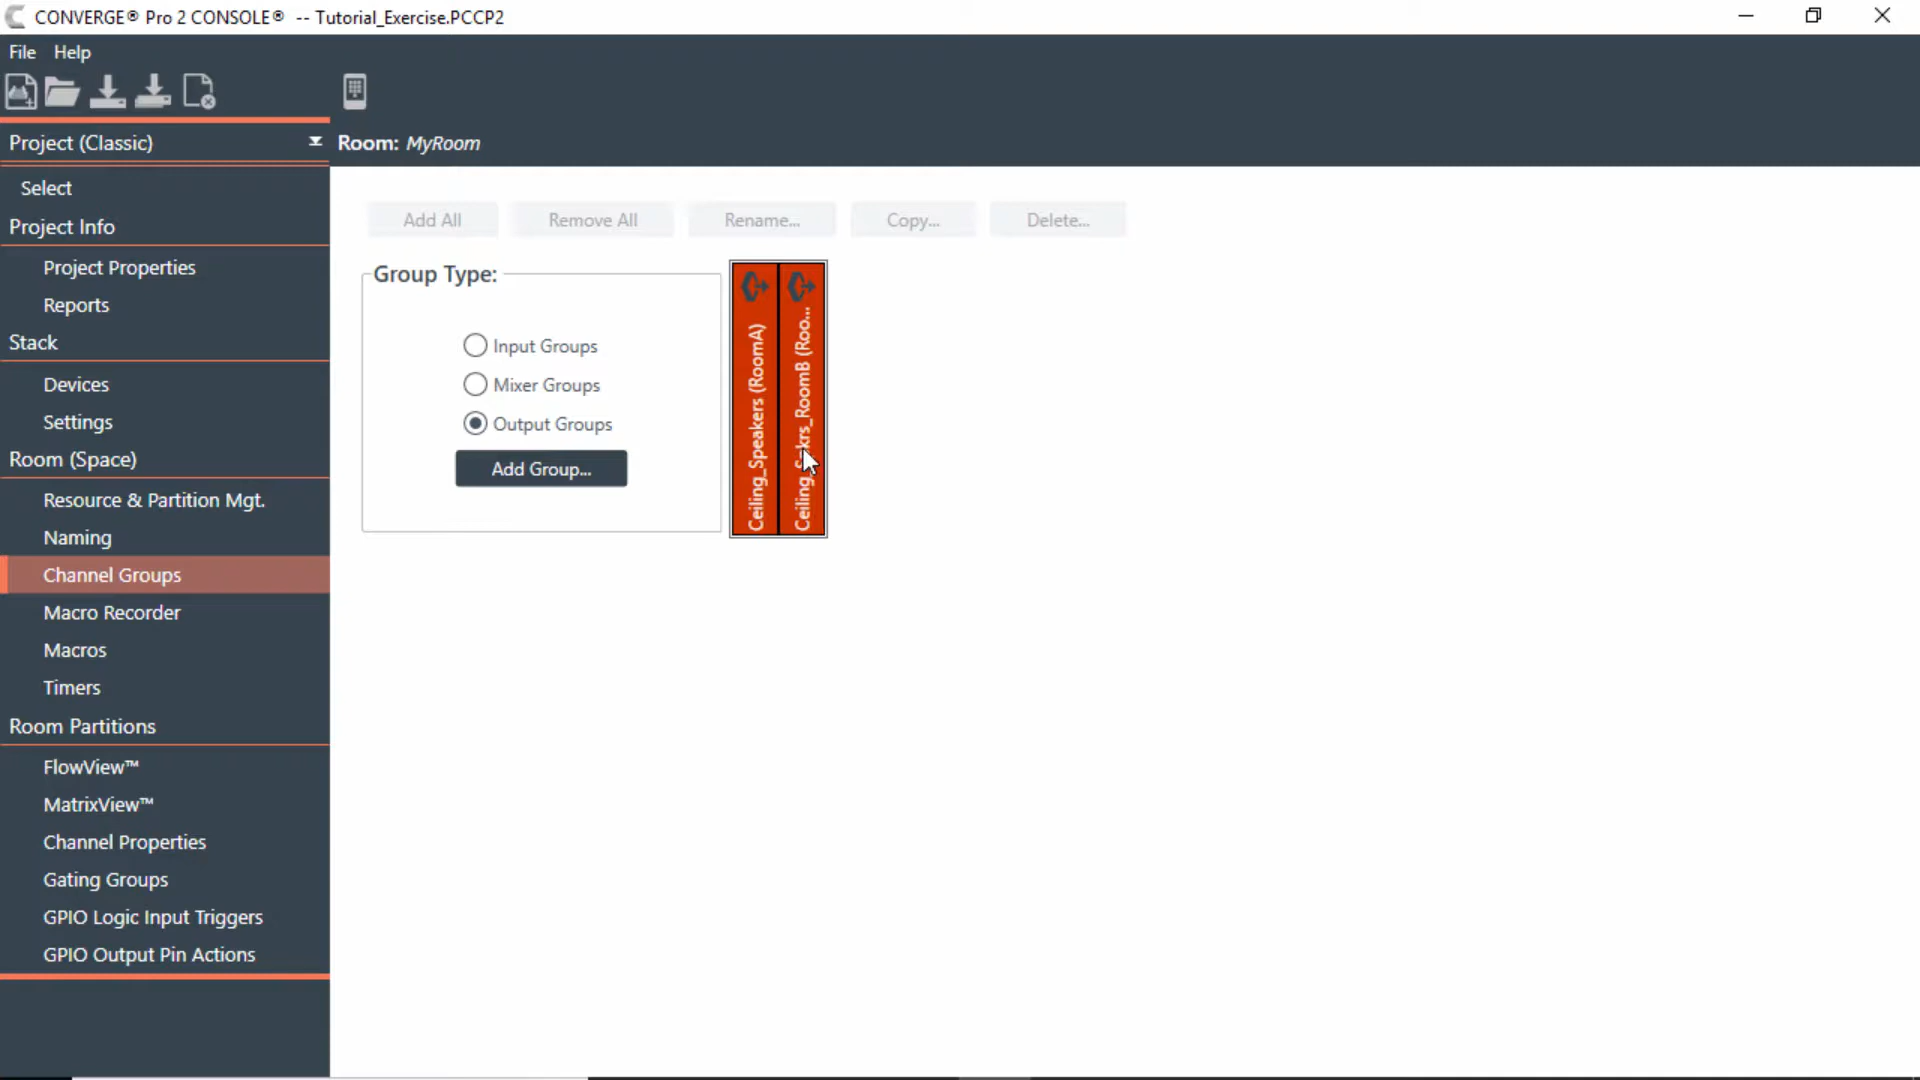 CONVERGE® Pro 2 CONSOLE® -- Tutorial_Exercise.PCCP2
File Help
Project (Classic)
Room: MyRoom
Select
Project Info
Project Properties
Reports
Stack
Devices
Settings
Room (Space)
Resource & Partition Mgt.
Naming
Channel Groups
Macro Recorder
Macros
Timers
Room Partitions
FlowView™
MatrixView™
Channel Properties
Gating Groups
GPIO Logic Input Triggers
GPIO Output Pin Actions
Add All Remove All Rename... Copy... Delete...
Group Type:
Input Groups
Mixer Groups
Output Groups
Add Group...
Ceiling_Speakers (RoomA)
Ceiling_Spkrs_RoomB (Roo...